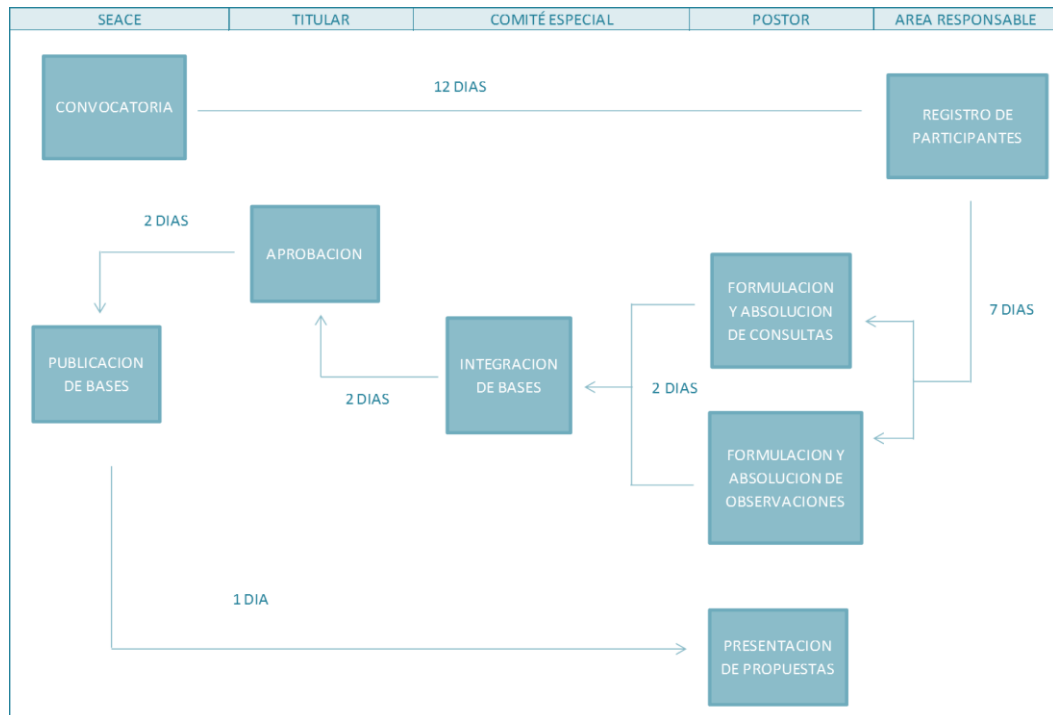 SEACE
TITULAR
COMITÉ ESPECIAL
POSTOR
AREA RESPONSABLE
CONVOCATORIA
12 DIAS
REGISTRO DE
PARTICIPANTES
2 DIAS
APROBACION
FORMULACION
Y ABSOLUCION
DE CONSULTAS
7 DIAS
PUBLICACION
DE BASES
INTEGRACION
DE BASES
2 DIAS
2 DIAS
FORMULACION Y
ABSOLUCION DE
OBSERVACIONES
1 DIA
PRESENTACION
DE PROPUESTAS